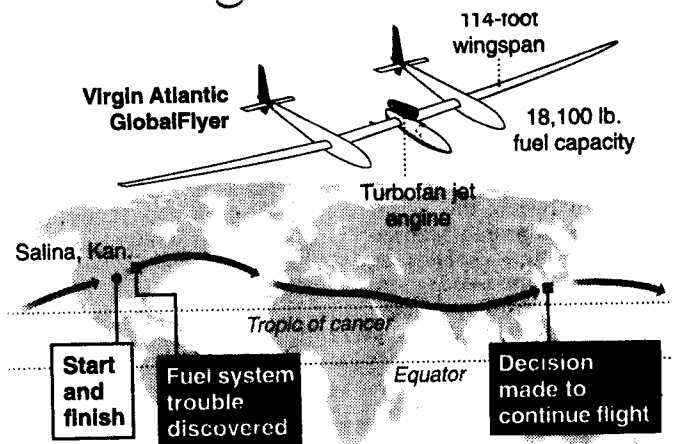 114-foot
wingspan
Virgin Atlantic
GlobalFlyer
18,100 lb.
fuel capacity
Turbofan jet
engine
Salina, Kan.
Tropic of cancer
Equator
Start
and
finish
Fuel system
trouble
discovered
Decision
made to
continue flight